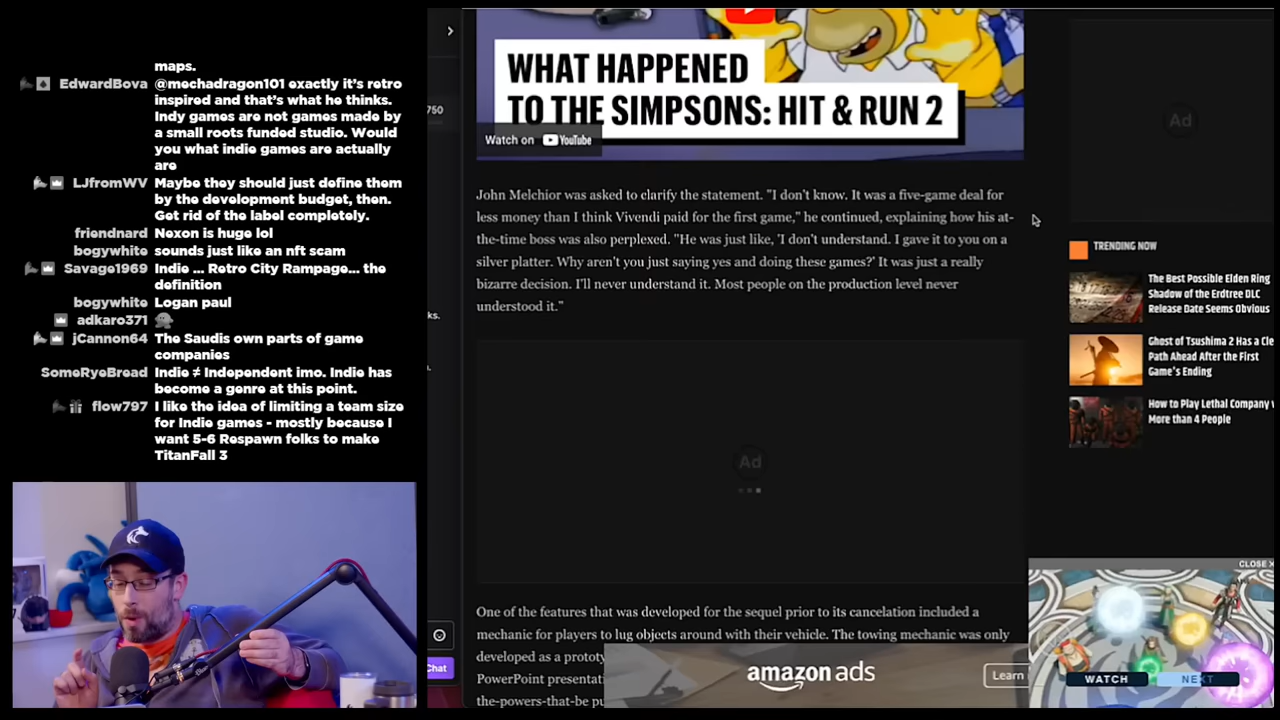 maps.
EdwardBova @mechadragon101 exactly it's retro
inspired and that's what he thinks.
Indy games are not games made by
a small roots funded studio. Would
you what indie games are actually
are
LJfromWV Maybe they should just define them
by the development budget, then.
Get rid of the label completely.
friendnard Nexon is huge lol
bogywhite sounds just like an nft scam
Savage1969 Indie ... Retro City Rampage... the
definition
bogywhite Logan paul
adkaro371
jCannon64 The Saudis own parts of game
companies
SomeRyeBread Indie ≠ Independent imo. Indie has
become a genre at this point.
flow797 I like the idea of limiting a team size
for Indie games - mostly because I
want 5-6 Respawn folks to make
TitanFall 3
750
ks.
Chat
WHAT HAPPENED
TO THE SIMPSONS: HIT & RUN 2
Watch on YouTube
John Melchior was asked to clarify the statement. "I don't know. It was a five-game deal for
less money than I think Vivendi paid for the first game," he continued, explaining how his at-
the-time boss was also perplexed. "He was just like, 'I don't understand. I gave it to you on a
silver platter. Why aren't you just saying yes and doing these games?' It was just a really
bizarre decision. I'll never understand it. Most people on the production level never
understood it."
Ad
One of the features that was developed for the sequel prior to its cancelation included a
mechanic for players to lug objects around with their vehicle. The towing mechanic was only
developed as a prototy
PowerPoint presentati
the-powers-that-be pu
amazon ads
Learn
Ad
TRENDING NOW
The Best Possible Elden Ring
Shadow of the Erdtree DLC
Release Date Seems Obvious
Ghost of Tsushima 2 Has a Cle
Path Ahead After the First
Game's Ending
How to Play Lethal Company
More than 4 People
CLOSE X
WATCH
NEXT